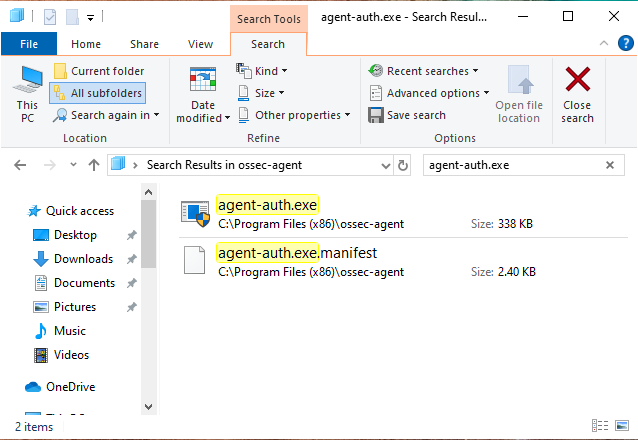 Search Tools
agent-auth.exe - Search Resul...
File
Home
Share
View
Search
This PC
Current folder
All subfolders
Search again in
Location
Date modified
Kind
Size
Other properties
Refine
Recent searches
Advanced options
Save search
Options
Open file location
Close search
Search Results in ossec-agent
agent-auth.exe
Quick access
Desktop
Downloads
Documents
Pictures
Music
Videos
OneDrive
agent-auth.exe
C:\Program Files (x86)\ossec-agent
Size: 338 KB
agent-auth.exe.manifest
C:\Program Files (x86)\ossec-agent
Size: 2.40 KB
2 items